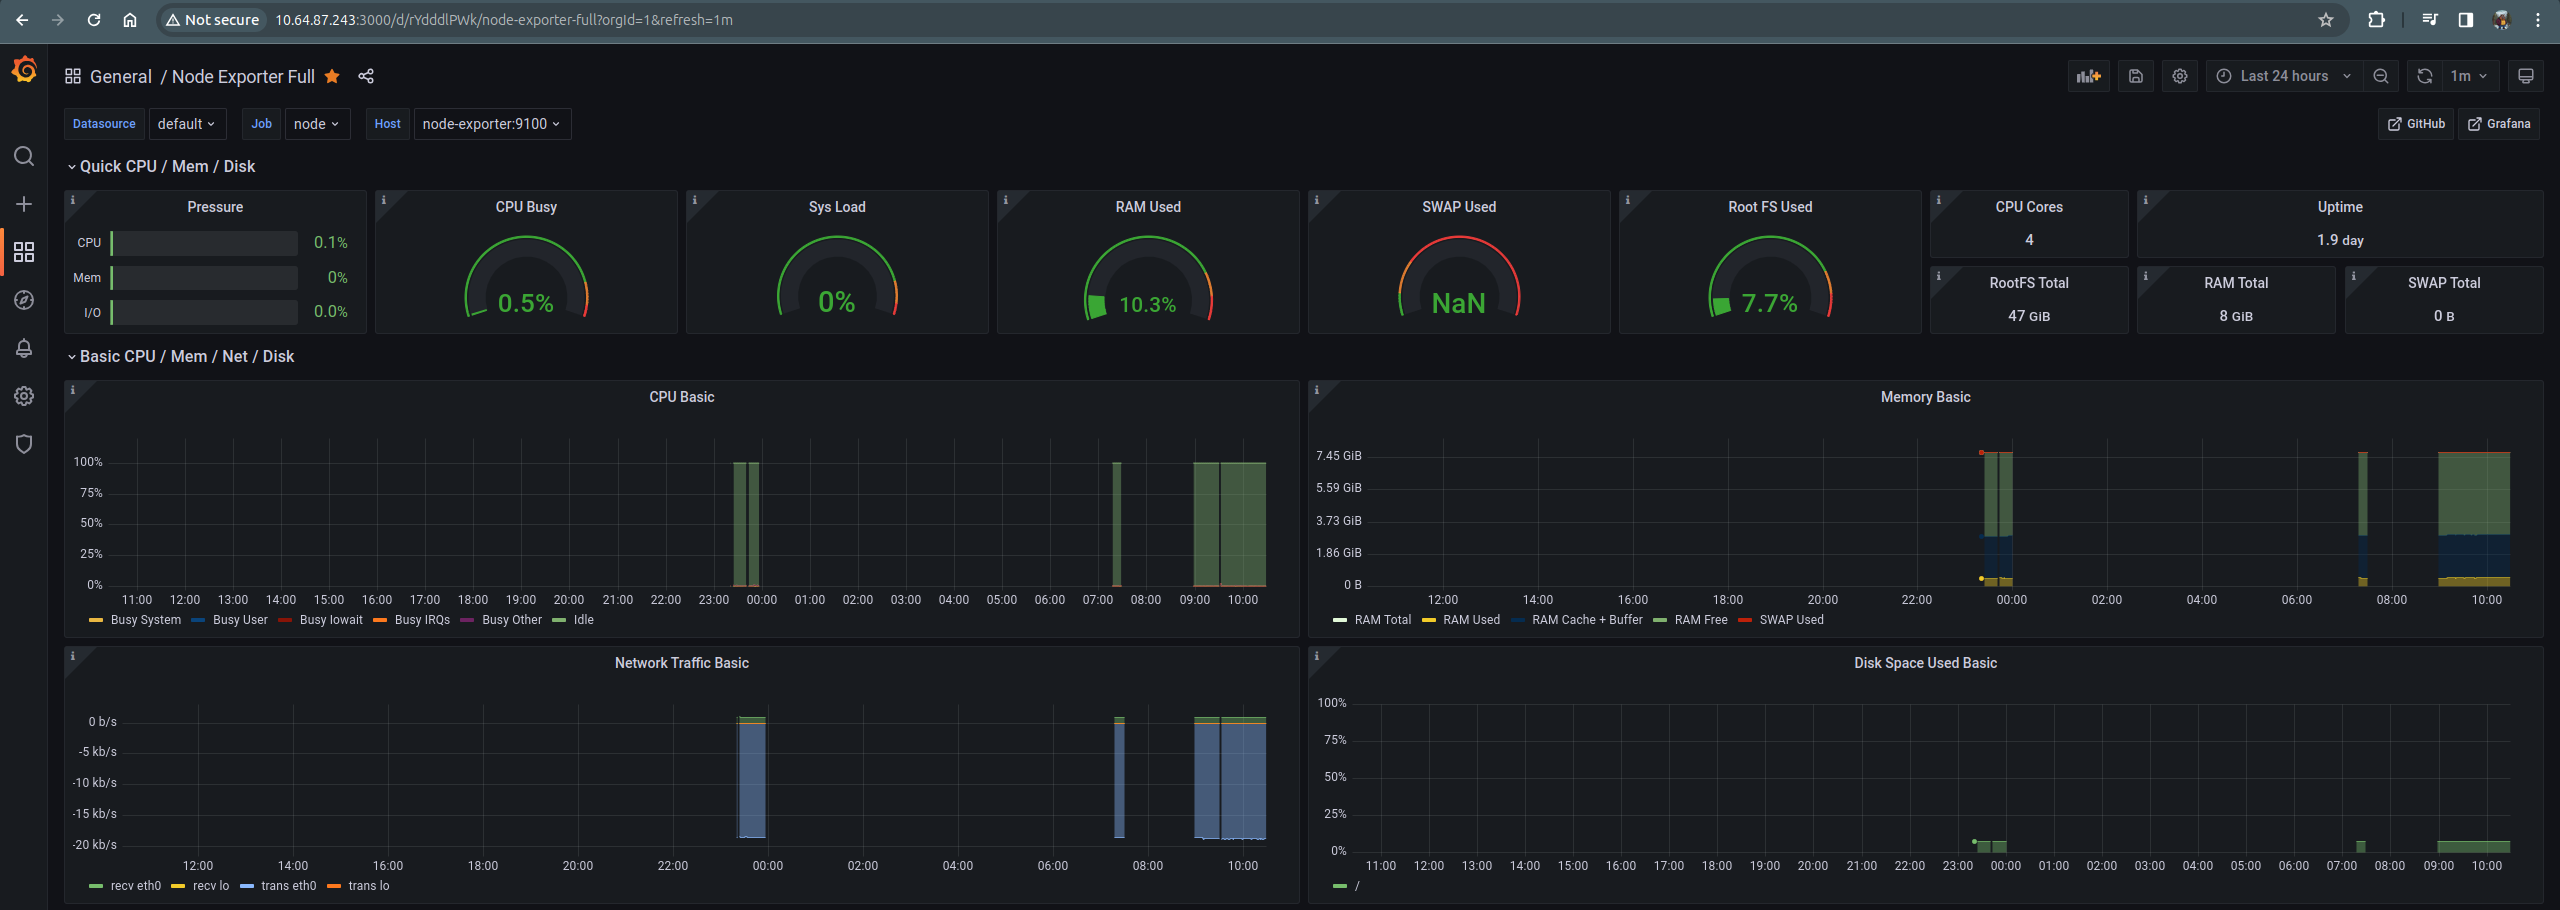 Not secure 10.64.87.243:3000/d/rYdddlPWk/node-exporter-full?orgId=1&refresh=1m
General / Node Exporter Full Last 24 hours 1m
Datasource default Job node Host node-exporter:9100 GitHub Grafana
Quick CPU / Mem / Disk
Pressure
CPU 0.1%
Mem 0%
I/O 0.0%
CPU Busy
0.5%
Sys Load
0%
RAM Used
10.3%
SWAP Used
NaN
Root FS Used
7.7%
CPU Cores
4
Uptime
1.9 day
RootFS Total
47 GiB
RAM Total
8 GiB
SWAP Total
0 B
Basic CPU / Mem / Net / Disk
CPU Basic
100%
75%
50%
25%
0%
11:00 12:00 13:00 14:00 15:00 16:00 17:00 18:00 19:00 20:00 21:00 22:00 23:00 00:00 01:00 02:00 03:00 04:00 05:00 06:00 07:00 08:00 09:00 10:00
Busy System Busy User Busy Iowait Busy IRQs Busy Other Idle
Memory Basic
7.45 GiB
5.59 GiB
3.73 GiB
1.86 GiB
0 B
12:00 14:00 16:00 18:00 20:00 22:00 00:00 02:00 04:00 06:00 08:00 10:00
RAM Total RAM Used RAM Cache + Buffer RAM Free SWAP Used
Network Traffic Basic
0 b/s
-5 kb/s
-10 kb/s
-15 kb/s
-20 kb/s
12:00 14:00 16:00 18:00 20:00 22:00 00:00 02:00 04:00 06:00 08:00 10:00
recv eth0 recv lo trans eth0 trans lo
Disk Space Used Basic
100%
75%
50%
25%
0%
11:00 12:00 13:00 14:00 15:00 16:00 17:00 18:00 19:00 20:00 21:00 22:00 23:00 00:00 01:00 02:00 03:00 04:00 05:00 06:00 07:00 08:00 09:00 10:00
/